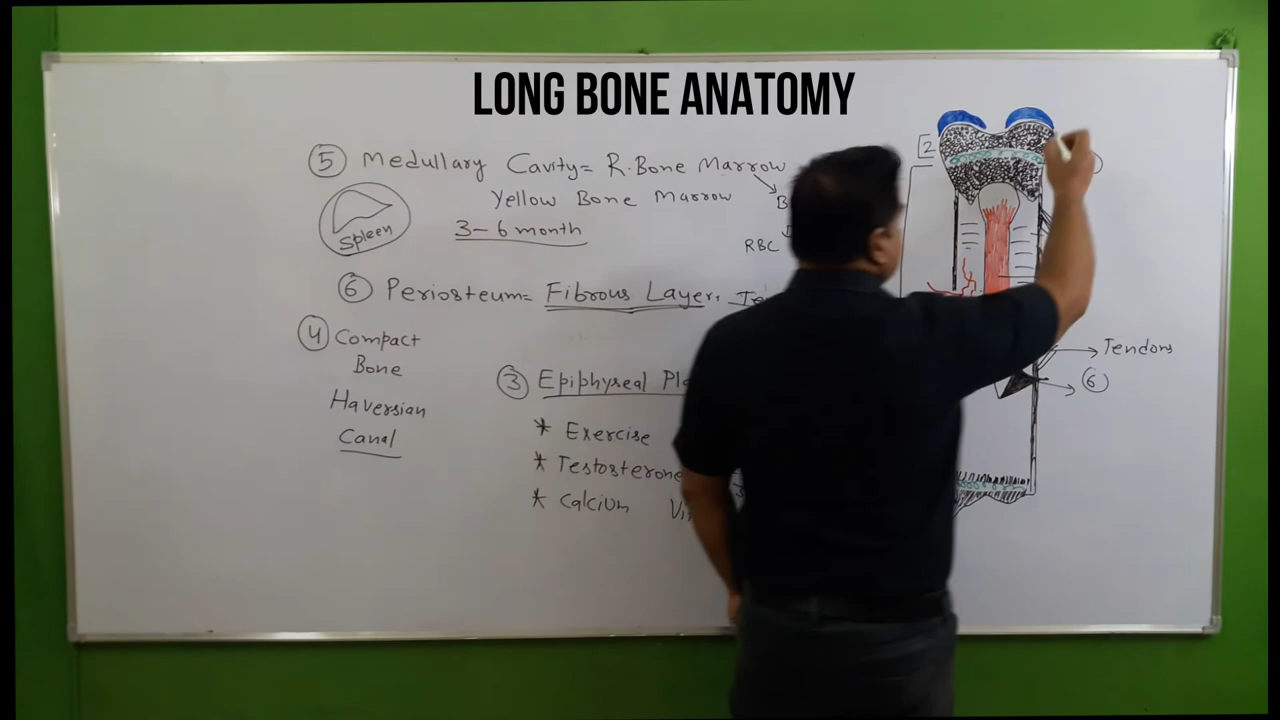 LONG BONE ANATOMY
5 Medullary Cavity= R.Bone Marrow
Yellow Bone Marrow
3-6 month
Spleen
RBC
6 Periosteum= Fibrous Layer,
4 Compact
Bone
Haversian
Canal
3 Epiphyseal
* Exercise
* Testosterone
* Calcium
2
Tendons
6